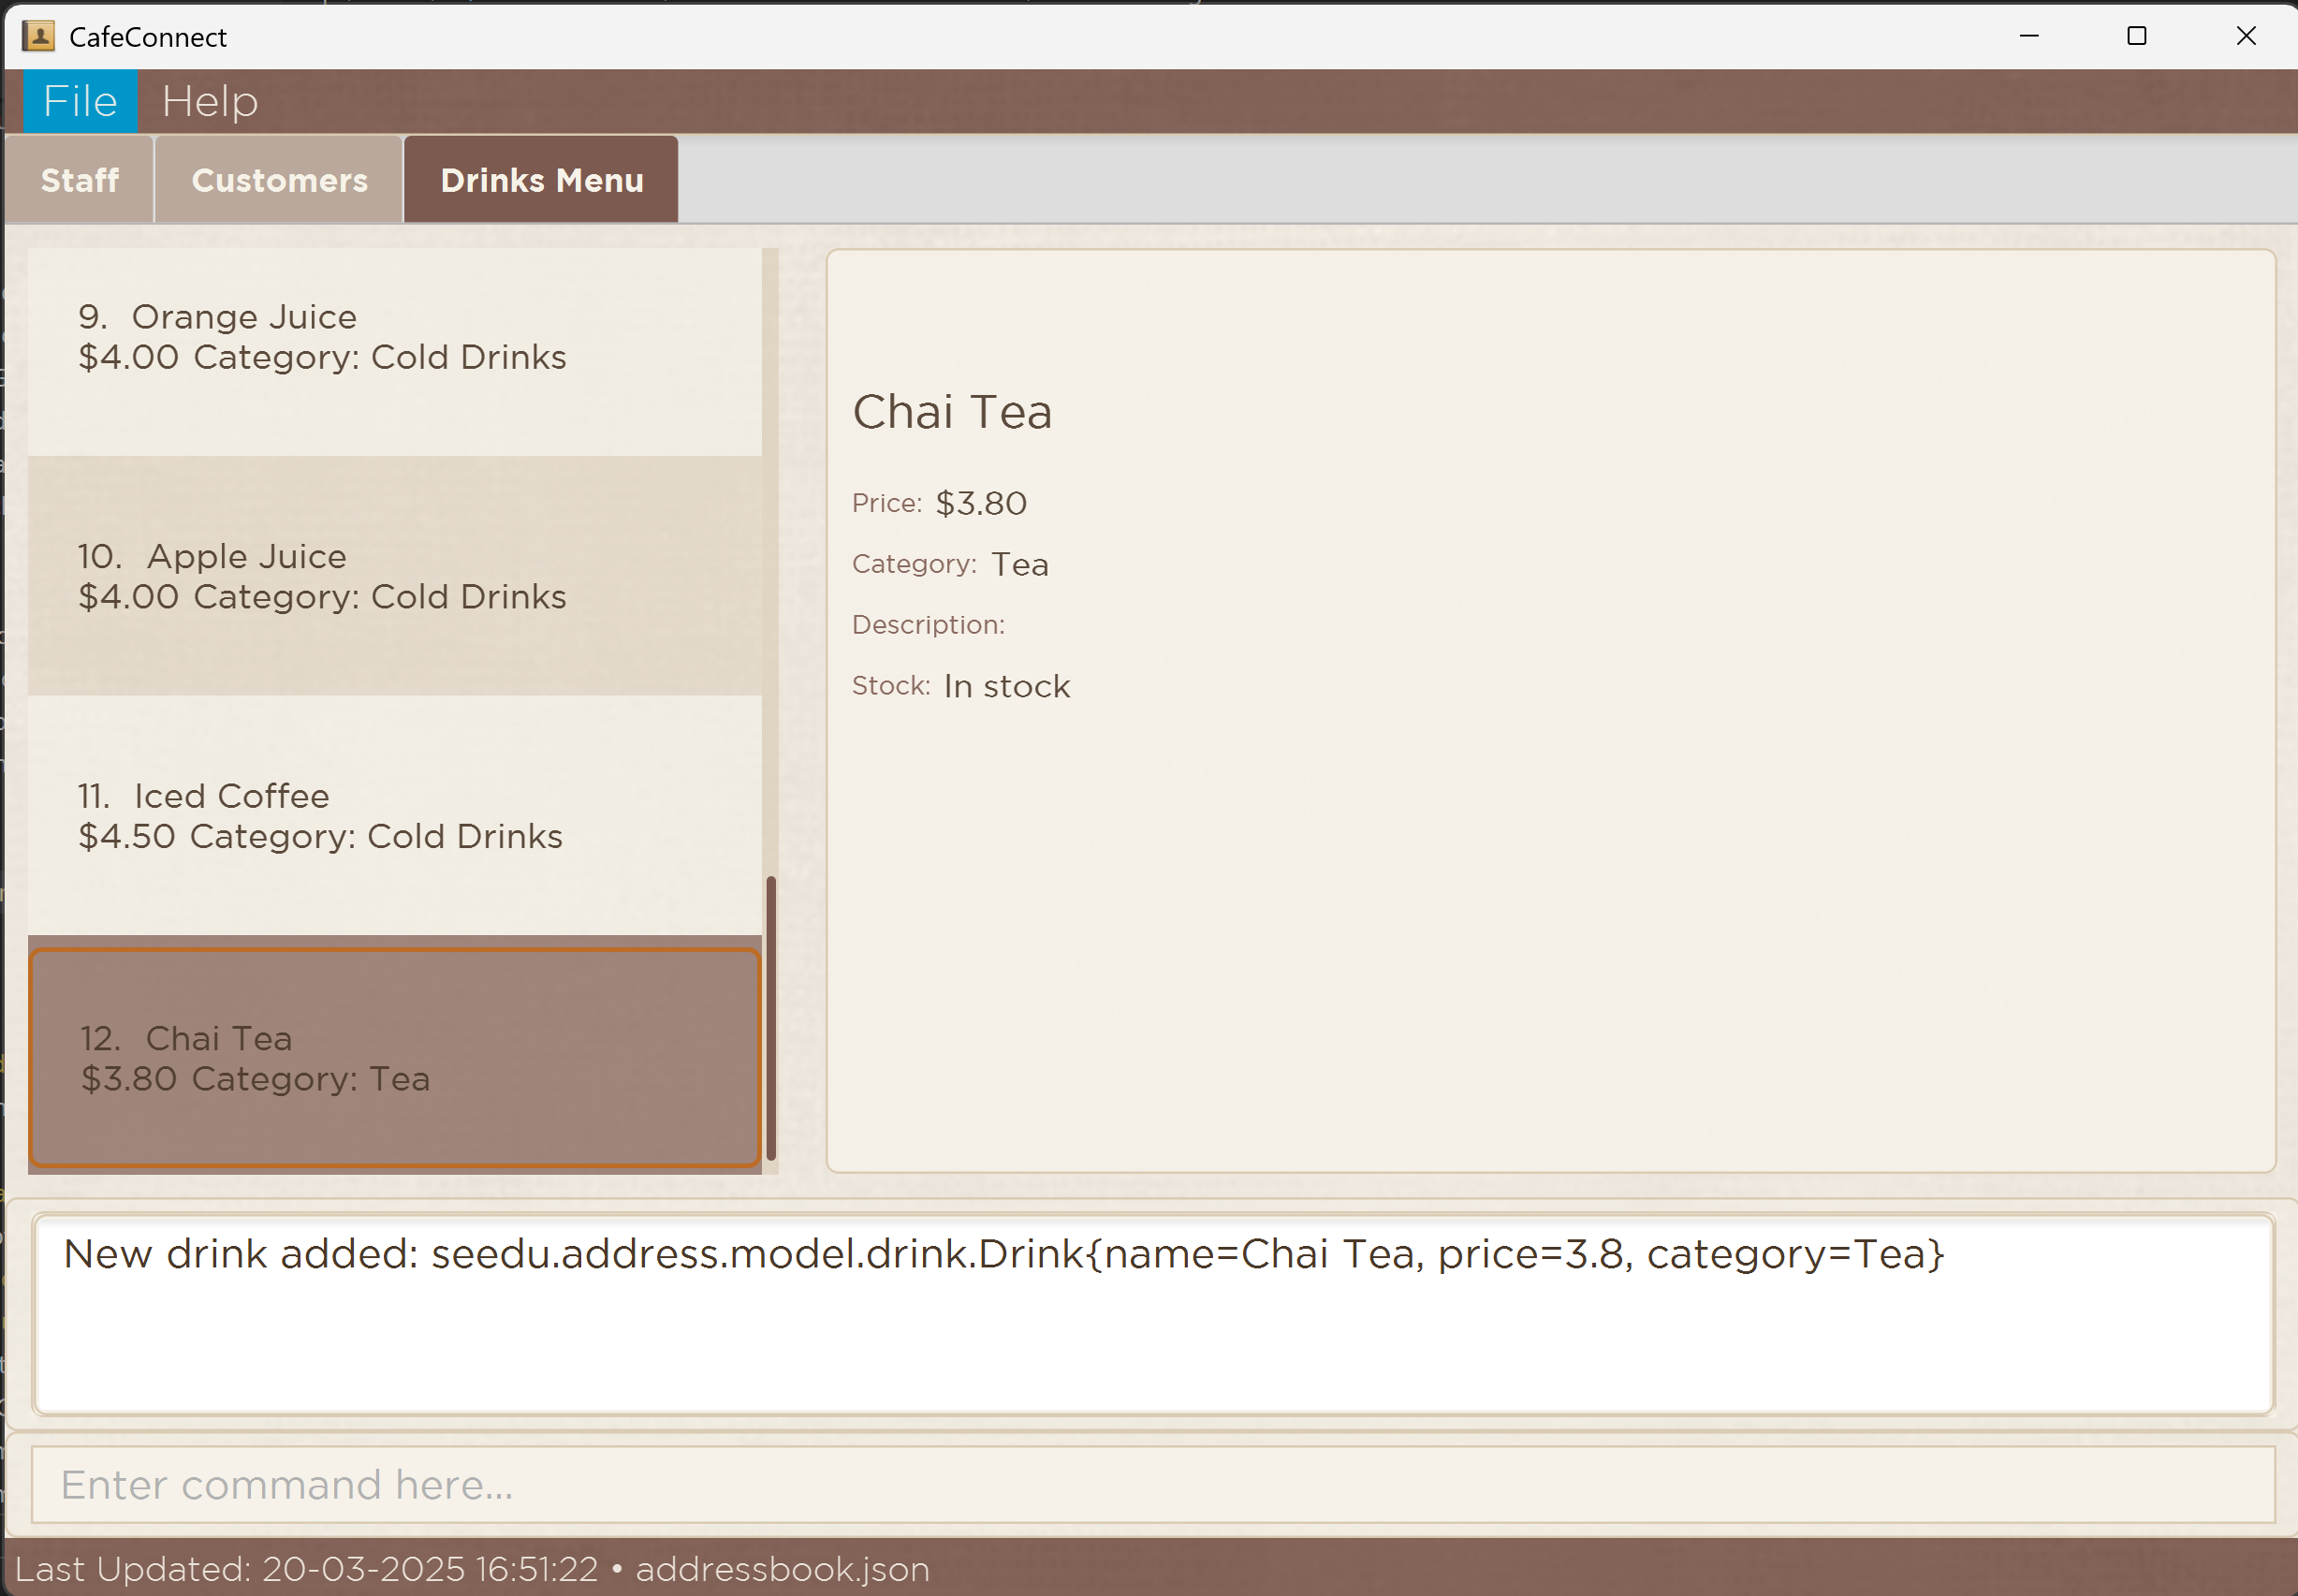 CafeConnect
File Help
Staff Customers Drinks Menu
9. Orange Juice
$4.00 Category: Cold Drinks
10. Apple Juice
$4.00 Category: Cold Drinks
11. Iced Coffee
$4.50 Category: Cold Drinks
12. Chai Tea
$3.80 Category: Tea
Chai Tea
Price: $3.80
Category: Tea
Description:
Stock: In stock
New drink added: seedu.address.model.drink.Drink{name=Chai Tea, price=3.8, category=Tea}
Enter command here...
Last Updated: 20-03-2025 16:51:22 • addressbook.json